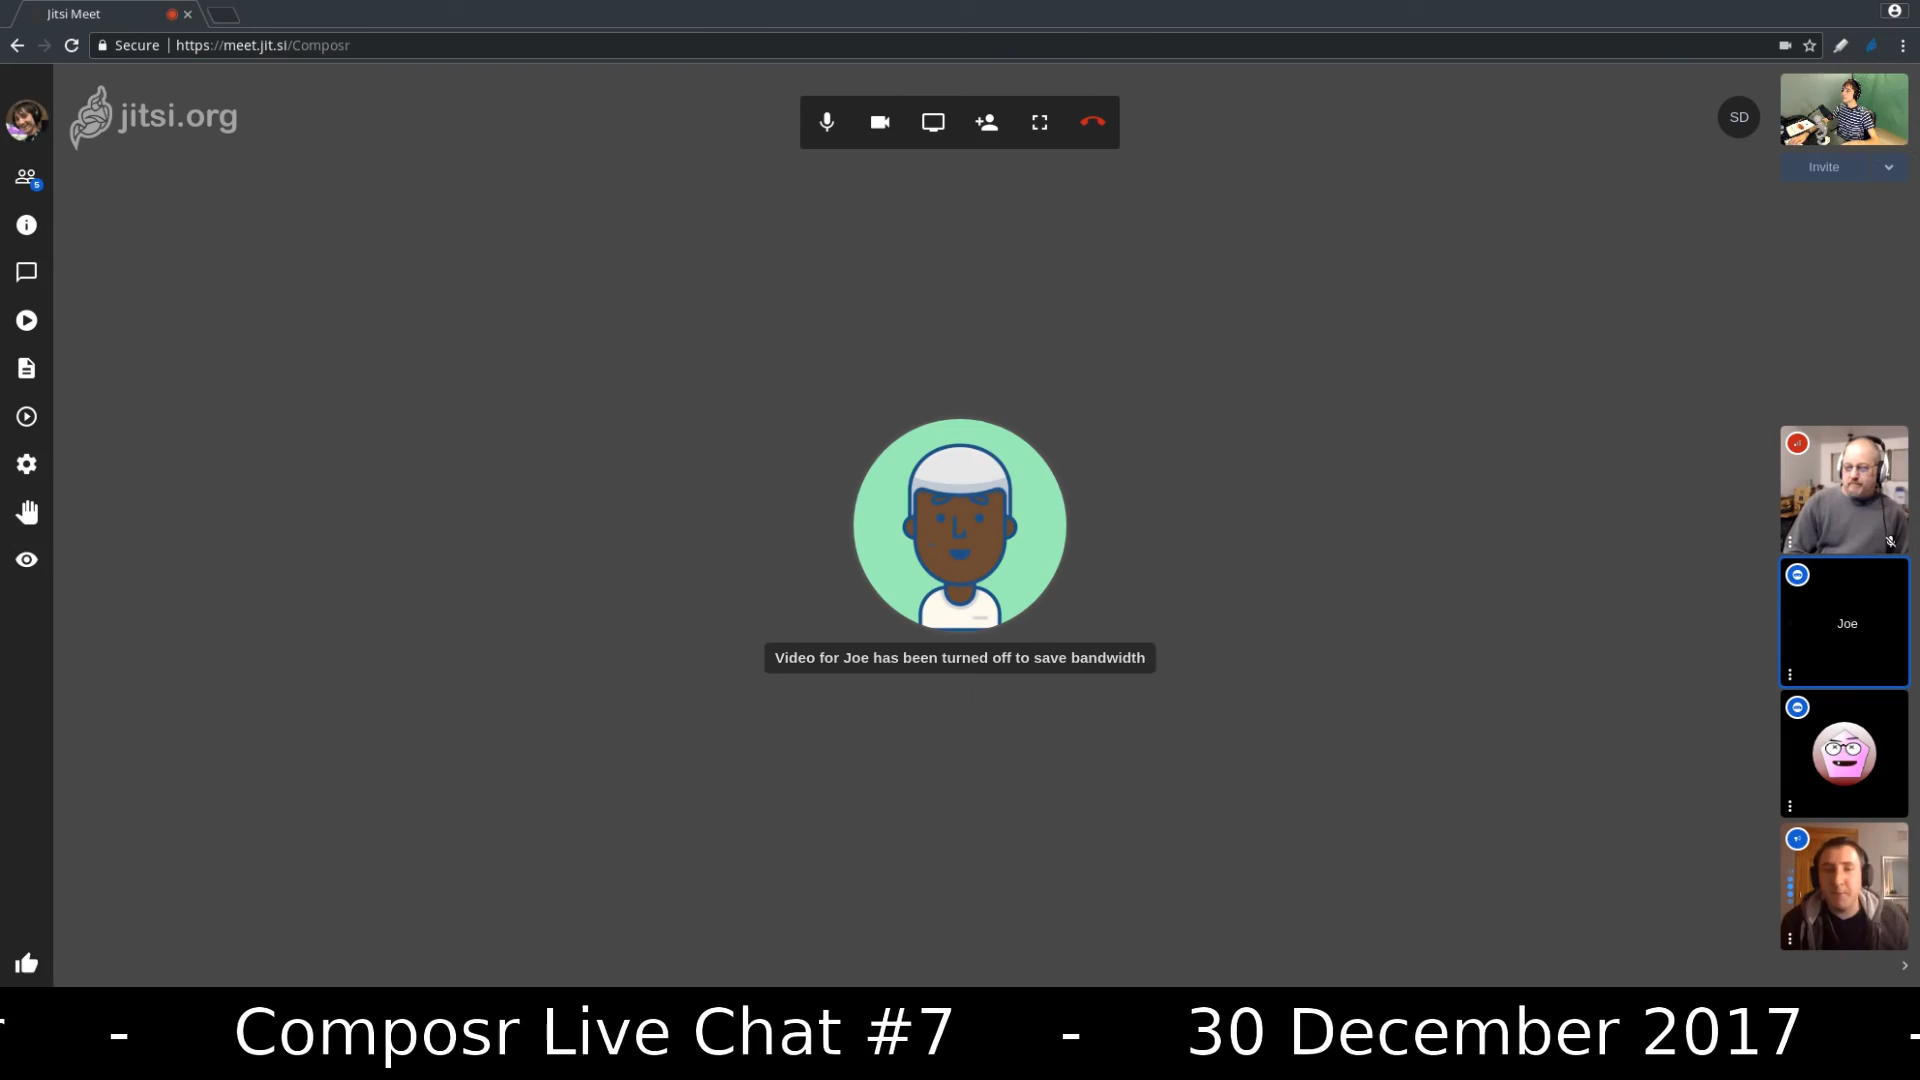 Jitsi Meet
Secure
https://meet.jit.si/Composr
jitsi.org
SD
Invite
5
Joe
Video for Joe has been turned off to save bandwidth
r - Composr Live Chat #7 - 30 December 2017 -